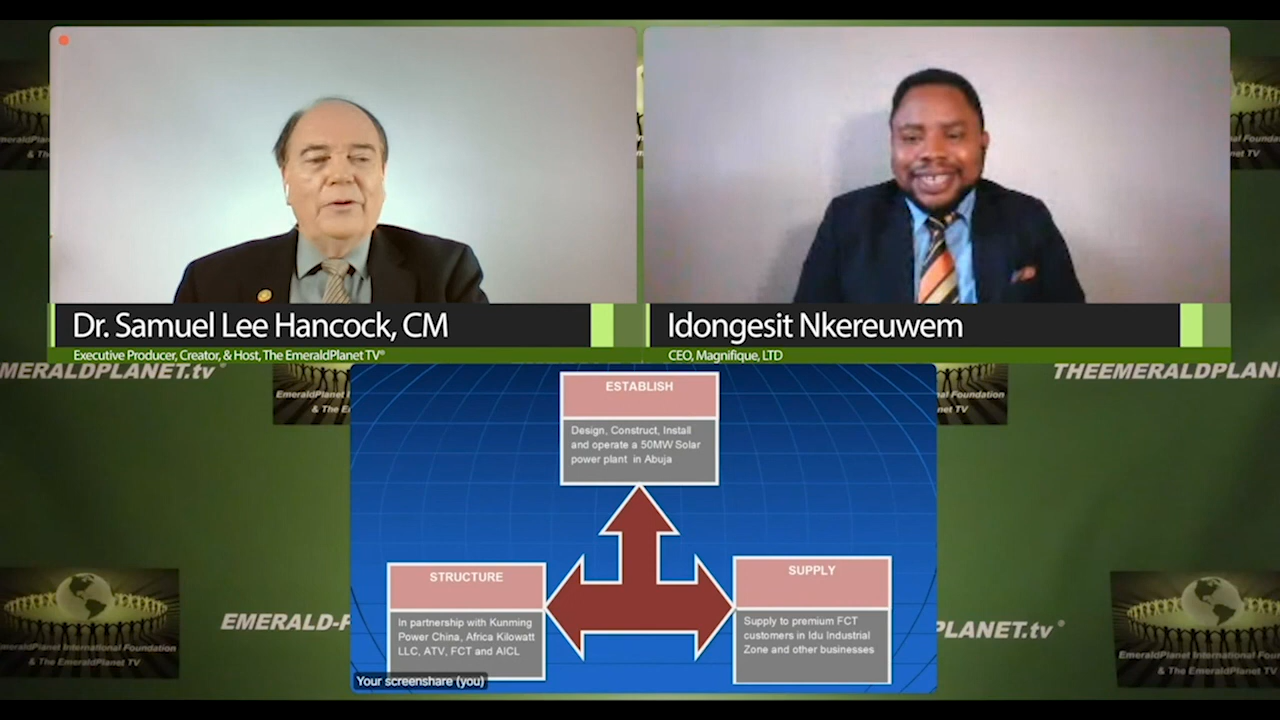 Dr. Samuel Lee Hancock, CM
Executive Producer, Creator, & Host, The EmeraldPlanet TV®
Idongesit Nkereuwem
CEO, Magnifique, LTD
MERALDPLANET.tv®
THEEMERALDPLAN
ESTABLISH
Design, Construct, Install
and operate a 50MW Solar
power plant in Abuja
STRUCTURE
In partnership with Kunming
Power China, Africa Kilowatt
LLC, ATV, FCT and AICL
SUPPLY
Supply to premium FCT
customers in Idu Industrial
Zone and other businesses
Your screenshare (you)
EMERALD-P
PLANET.tv®
EmeraldPlanet International Foundation
& The EmeraldPlanet TV
EmeraldPlanet International Foun
& The EmeraldPlanet TV